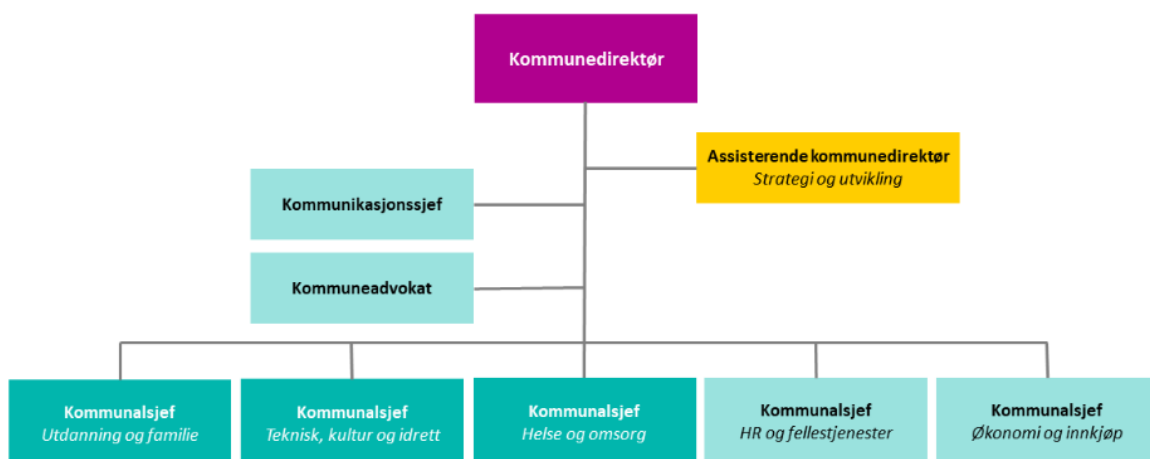 Kommunedirektør
Assisterende kommunedirektør
Strategi og utvikling
Kommunikasjonssjef
Kommuneadvokat
Kommunalsjef
Utdanning og familie
Kommunalsjef
Teknisk, kultur og idrett
Kommunalsjef
Helse og omsorg
Kommunalsjef
HR og fellestjenester
Kommunalsjef
Økonomi og innkjøp